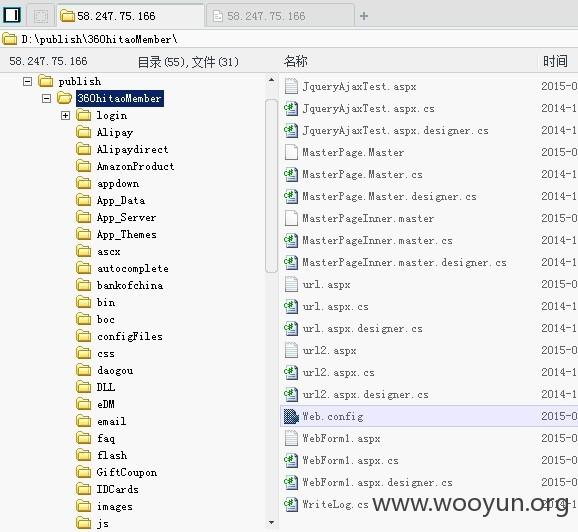 58.247.75.166
58.247.75.166
D:\publish\360hitaoMember\
58.247.75.166 目录(55),文件(31)
名称 时间
publish
360hitaoMember
login
Alipay
Alipaydirect
AmazonProduct
appdown
App_Data
App_Server
App_Themes
ascx
autocomplete
bankofchina
bin
boc
configFiles
css
daogou
DLL
eDM
email
faq
flash
GiftCoupon
IDCards
images
js
JqueryAjaxTest.aspx 2015-0
JqueryAjaxTest.aspx.cs 2014-1
JqueryAjaxTest.aspx.designer.cs 2014-1
MasterPage.Master 2015-0
MasterPage.Master.cs 2014-1
MasterPage.Master.designer.cs 2014-1
MasterPageInner.master 2015-0
MasterPageInner.master.cs 2014-1
MasterPageInner.master.designer.cs 2014-1
url.aspx 2015-0
url.aspx.cs 2014-1
url.aspx.designer.cs 2014-1
url2.aspx 2015-0
url2.aspx.cs 2014-1
url2.aspx.designer.cs 2014-1
Web.config 2015-0
WebForm1.aspx 2015-0
WebForm1.aspx.cs 2014-1
WebForm1.aspx.designer.cs 2014-1
WriteLog.cs 2014-1
www.wooyun.org